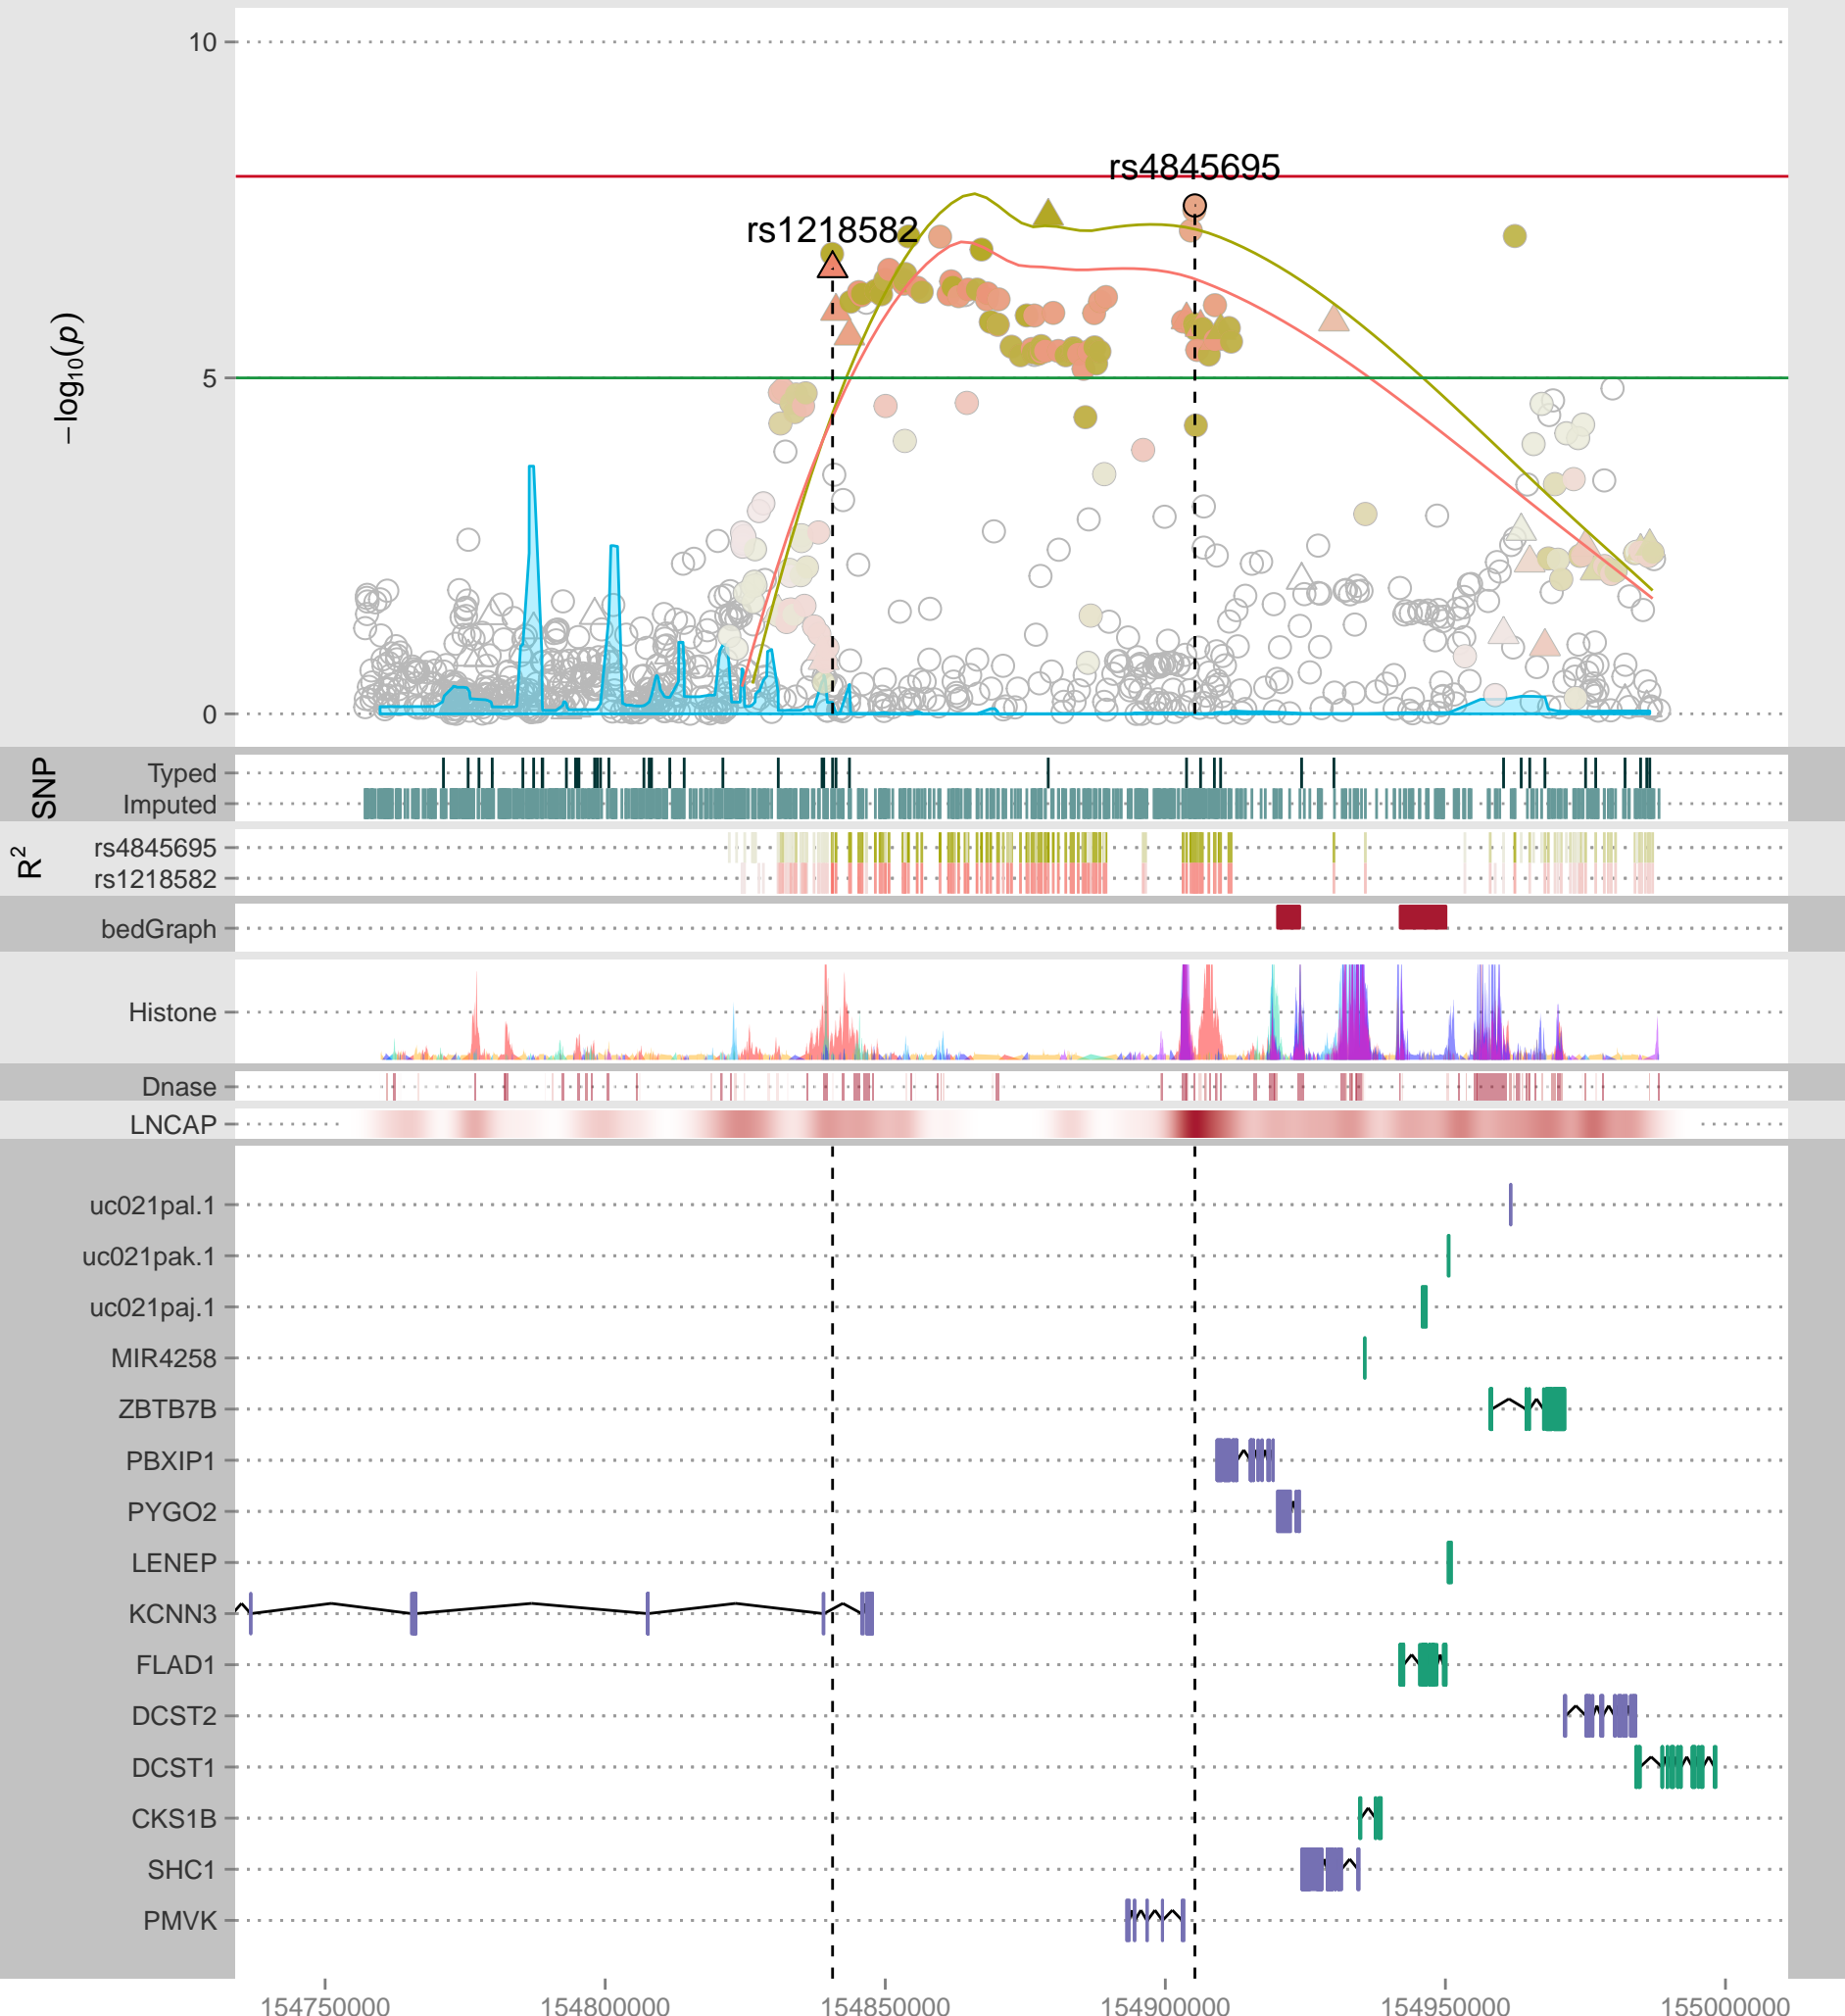 10
rs4845695
rs1218582
5
−log10(p)
0
SNP
Typed
Imputed
R2
rs4845695
rs1218582
bedGraph
Histone
Dnase
LNCAP
uc021pal.1
uc021pak.1
uc021paj.1
MIR4258
ZBTB7B
PBXIP1
PYGO2
LENEP
KCNN3
FLAD1
DCST2
DCST1
CKS1B
SHC1
PMVK
154750000 154800000 154850000 154900000 154950000 155000000